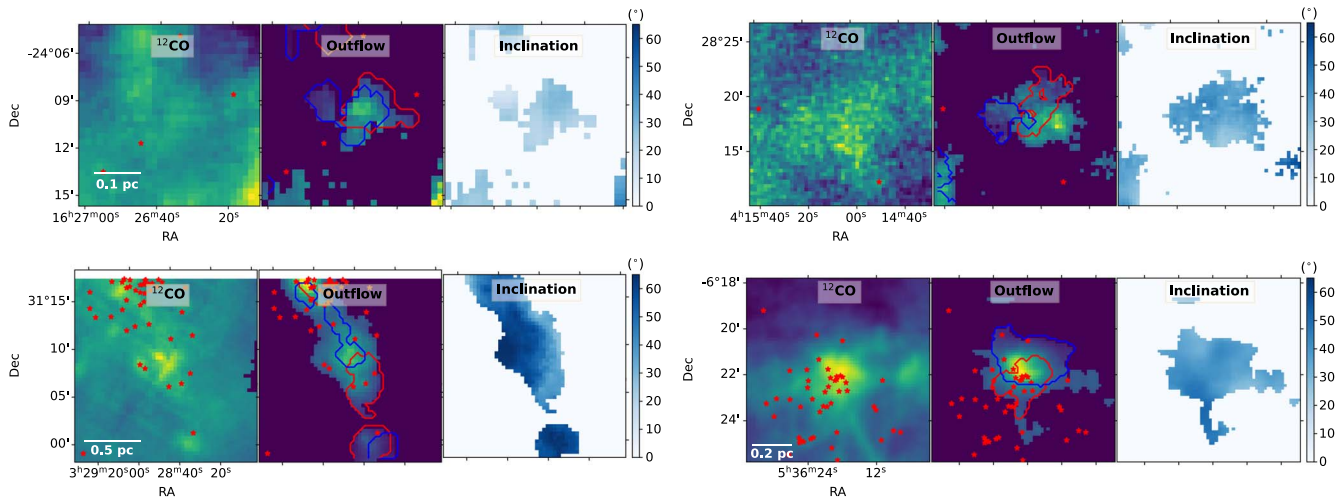 ¹²CO Outflow Inclination (°)
-24°06' 09' 12' 15'
Dec
0.1 pc
60 50 40 30 20 10 0
16ʰ27ᵐ00ˢ 26ᵐ40ˢ 20ˢ
RA
¹²CO Outflow Inclination (°)
28°25' 20' 15'
Dec
60 50 40 30 20 10 0
4ʰ15ᵐ40ˢ 20ˢ 00ˢ 14ᵐ40ˢ
RA
¹²CO Outflow Inclination (°)
31°15' 10' 05' 00'
Dec
0.5 pc
60 50 40 30 20 10 0
3ʰ29ᵐ20ˢ00ˢ 28ᵐ40ˢ 20ˢ
RA
¹²CO Outflow Inclination (°)
-6°18' 20' 22' 24'
Dec
0.2 pc
60 50 40 30 20 10 0
5ʰ36ᵐ24ˢ 12ˢ
RA